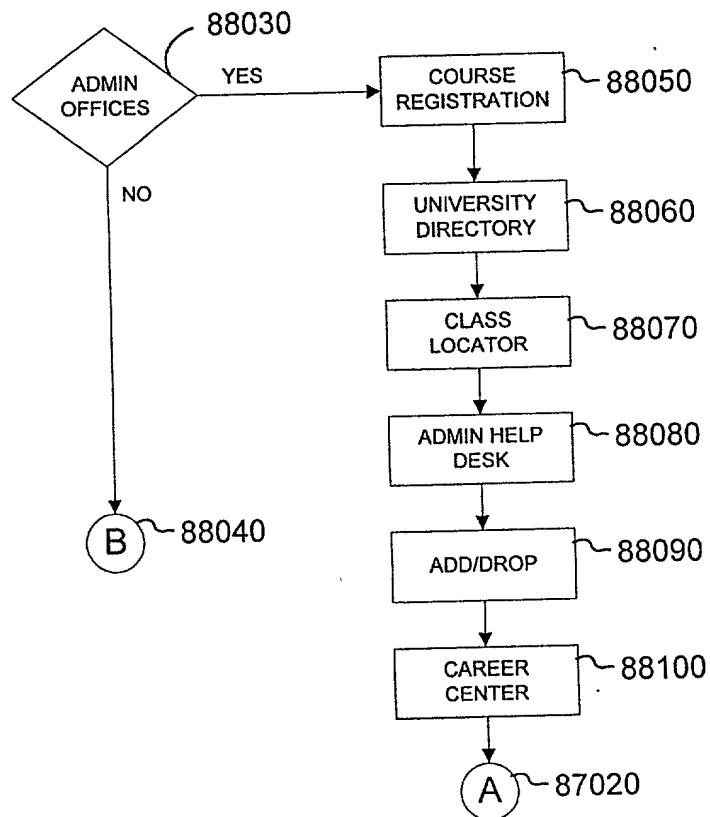 88030
ADMIN
OFFICES
YES
COURSE
REGISTRATION
88050
NO
UNIVERSITY
DIRECTORY
88060
CLASS
LOCATOR
88070
ADMIN HELP
DESK
88080
B
88040
ADD/DROP
88090
CAREER
CENTER
88100
A
87020